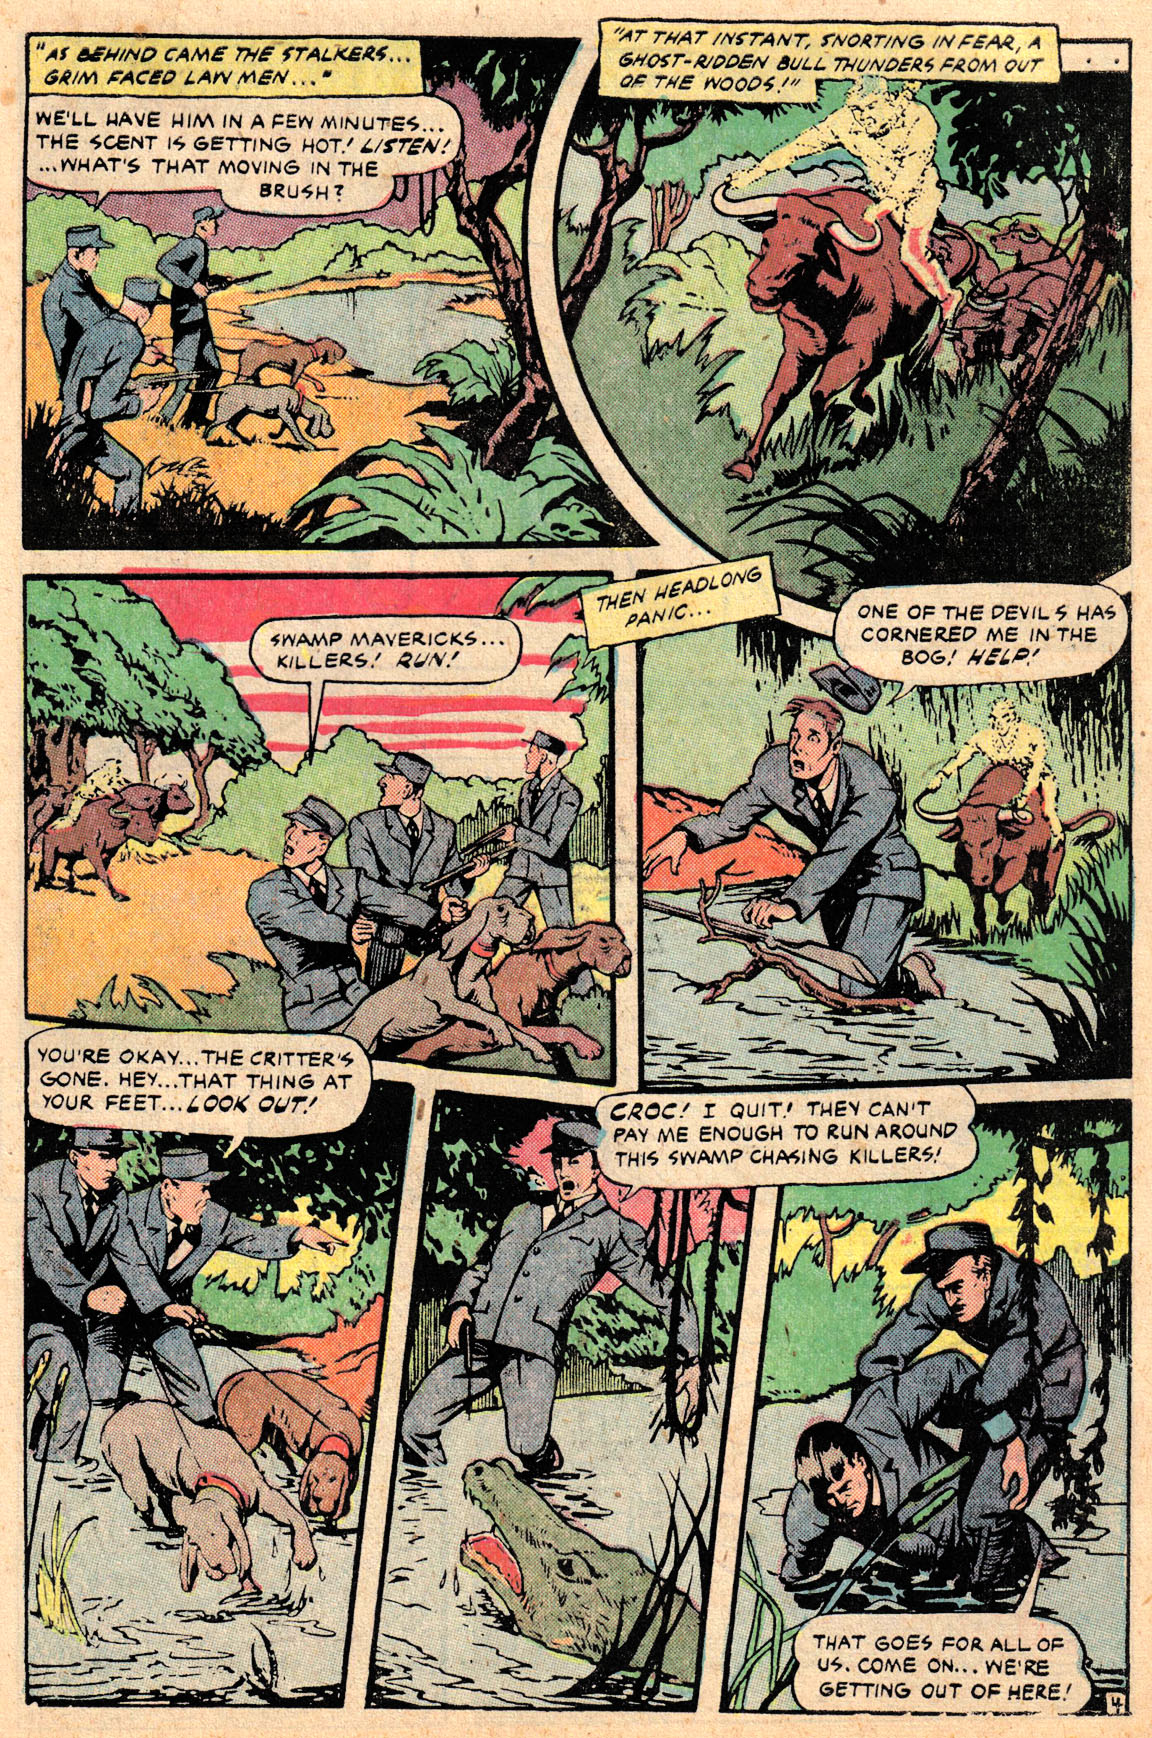 "AS BEHIND CAME THE STALKERS...
GRIM FACED LAW MEN..."
WE'LL HAVE HIM IN A FEW MINUTES...
THE SCENT IS GETTING HOT! LISTEN!
...WHAT'S THAT MOVING IN THE
BRUSH?
"AT THAT INSTANT, SNORTING IN FEAR, A
GHOST-RIDDEN BULL THUNDERS FROM OUT
OF THE WOODS!"
SWAMP MAVERICKS...
KILLERS! RUN!
THEN HEADLONG
PANIC...
ONE OF THE DEVILS HAS
CORNERED ME IN THE
BOG! HELP!
YOU'RE OKAY...THE CRITTER'S
GONE. HEY...THAT THING AT
YOUR FEET...LOOK OUT!
CROC! I QUIT! THEY CAN'T
PAY ME ENOUGH TO RUN AROUND
THIS SWAMP CHASING KILLERS!
THAT GOES FOR ALL OF
US. COME ON... WE'RE
GETTING OUT OF HERE!
4